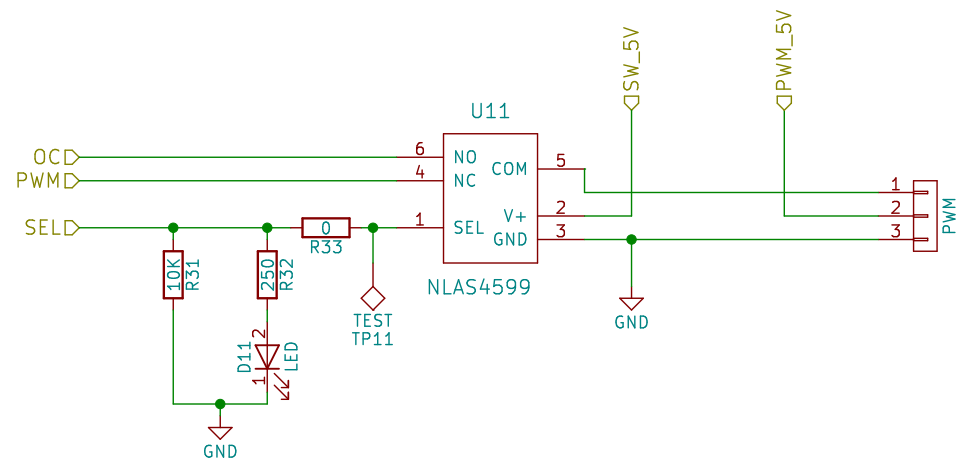 SW_5V
PWM_5V
U11
OC
6
NO
PWM
4
NC
COM
5
1
V+
2
2
SEL
1
SEL
GND
3
3
PWM
0
R33
10K
R31
250
R32
NLAS4599
TEST
TP11
GND
2
D11
LED
1
GND